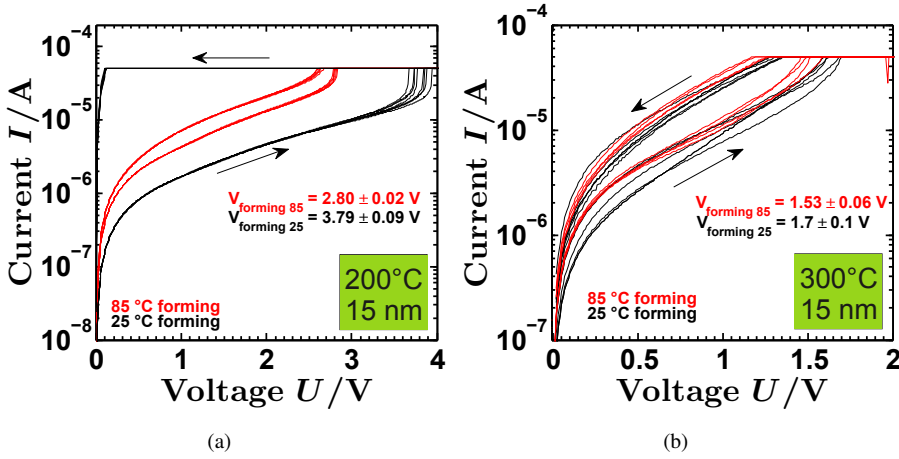 10^-4
10^-5
10^-6
10^-7
10^-8
Current I/A
V_forming 85 = 2.80 ± 0.02 V
V_forming 25 = 3.79 ± 0.09 V
85 °C forming
25 °C forming
200°C
15 nm
0 1 2 3 4
Voltage U/V
(a)
10^-4
10^-5
10^-6
10^-7
Current I/A
V_forming 85 = 1.53 ± 0.06 V
V_forming 25 = 1.7 ± 0.1 V
85 °C forming
25 °C forming
300°C
15 nm
0 0.5 1 1.5 2
Voltage U/V
(b)